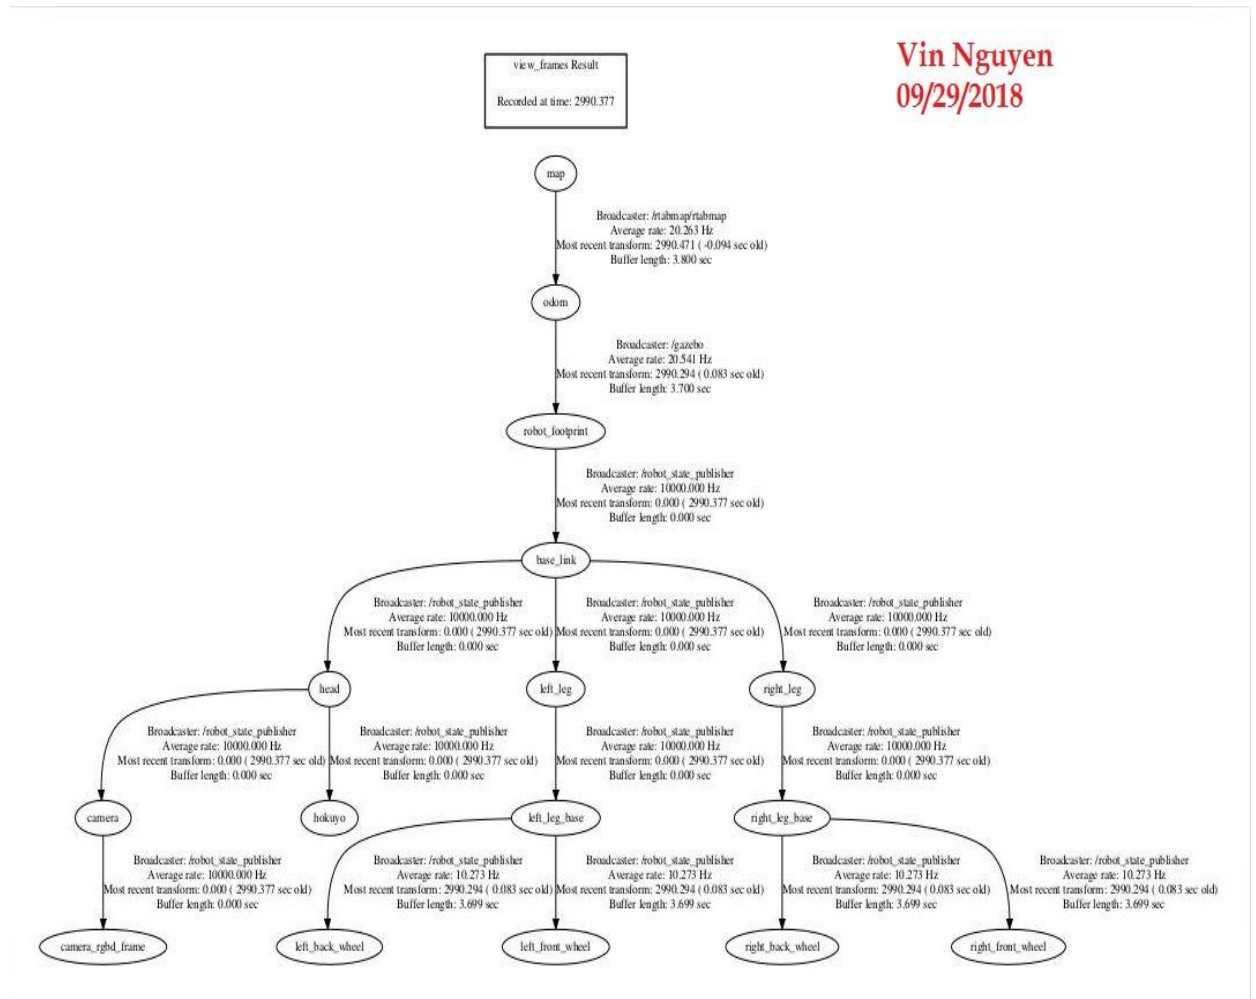 Vin Nguyen
09/29/2018
view_frames Result
Recorded at time: 2990.377
map
Broadcaster: /rtabmap/rtabmap
Average rate: 20.263 Hz
Most recent transform: 2990.471 ( -0.094 sec old)
Buffer length: 3.800 sec
odom
Broadcaster: /gazebo
Average rate: 20.541 Hz
Most recent transform: 2990.294 ( 0.083 sec old)
Buffer length: 3.700 sec
robot_footprint
Broadcaster: /robot_state_publisher
Average rate: 10000.000 Hz
Most recent transform: 0.000 ( 2990.377 sec old)
Buffer length: 0.000 sec
base_link
Broadcaster: /robot_state_publisher
Average rate: 10000.000 Hz
Most recent transform: 0.000 ( 2990.377 sec old)
Buffer length: 0.000 sec
Broadcaster: /robot_state_publisher
Average rate: 10000.000 Hz
Most recent transform: 0.000 ( 2990.377 sec old)
Buffer length: 0.000 sec
Broadcaster: /robot_state_publisher
Average rate: 10000.000 Hz
Most recent transform: 0.000 ( 2990.377 sec old)
Buffer length: 0.000 sec
head
left_leg
right_leg
Broadcaster: /robot_state_publisher
Average rate: 10000.000 Hz
Most recent transform: 0.000 ( 2990.377 sec old)
Buffer length: 0.000 sec
Broadcaster: /robot_state_publisher
Average rate: 10000.000 Hz
Most recent transform: 0.000 ( 2990.377 sec old)
Buffer length: 0.000 sec
Broadcaster: /robot_state_publisher
Average rate: 10000.000 Hz
Most recent transform: 0.000 ( 2990.377 sec old)
Buffer length: 0.000 sec
Broadcaster: /robot_state_publisher
Average rate: 10000.000 Hz
Most recent transform: 0.000 ( 2990.377 sec old)
Buffer length: 0.000 sec
camera
hokuyo
left_leg_base
right_leg_base
Broadcaster: /robot_state_publisher
Average rate: 10000.000 Hz
Most recent transform: 0.000 ( 2990.377 sec old)
Buffer length: 0.000 sec
Broadcaster: /robot_state_publisher
Average rate: 10.273 Hz
Most recent transform: 2990.294 ( 0.083 sec old)
Buffer length: 3.699 sec
Broadcaster: /robot_state_publisher
Average rate: 10.273 Hz
Most recent transform: 2990.294 ( 0.083 sec old)
Buffer length: 3.699 sec
Broadcaster: /robot_state_publisher
Average rate: 10.273 Hz
Most recent transform: 2990.294 ( 0.083 sec old)
Buffer length: 3.699 sec
Broadcaster: /robot_state_publisher
Average rate: 10.273 Hz
Most recent transform: 2990.294 ( 0.083 sec old)
Buffer length: 3.699 sec
camera_rgbd_frame
left_back_wheel
left_front_wheel
right_back_wheel
right_front_wheel